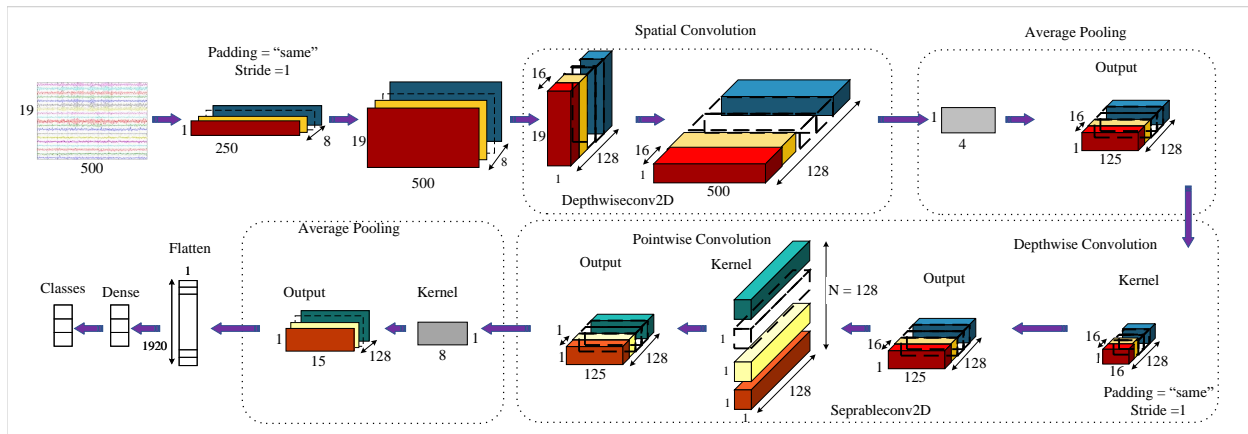 Spatial Convolution
Average Pooling
Padding = “same”
Stride =1
Output
19
500
1
250
8
19
500
8
16
19
1
128
Depthwiseconv2D
16
1
500
128
1
4
16
1
125
128
Average Pooling
Pointwise Convolution
Depthwise Convolution
Flatten
Classes
Dense
1
1920
Output
Kernel
1
15
128
1
8
Output
Kernel
N = 128
Output
Kernel
1
1
125
128
1
1
1
1
128
16
1
125
128
16
1
16
128
Seprableconv2D
Padding = “same”
Stride =1